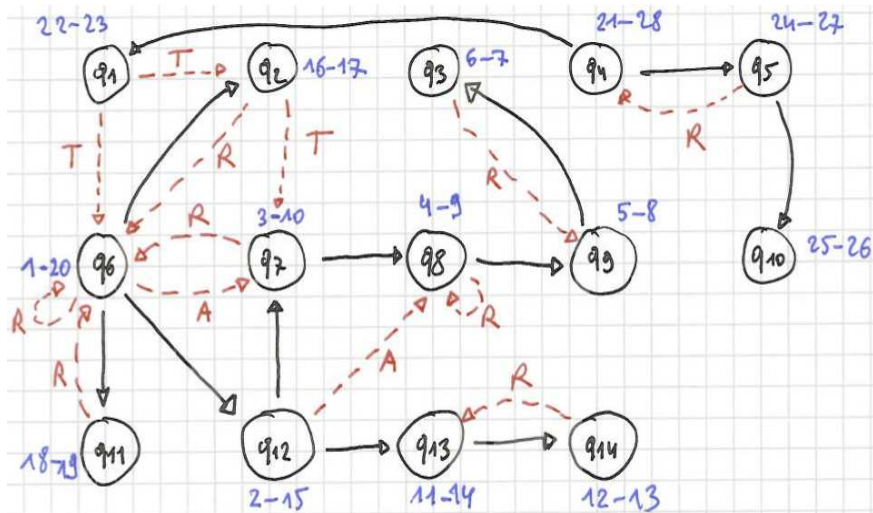 22-23 21-28 24-27
q1 T q2 16-17 q3 6-7 q4 q5
R
T R T R
3-10 4-9 5-8
1-20 q6 R q7 q8 q9 q10 25-26
R A R
R A R
18-19 q11 q12 q13 q14
2-15 11-14 12-13